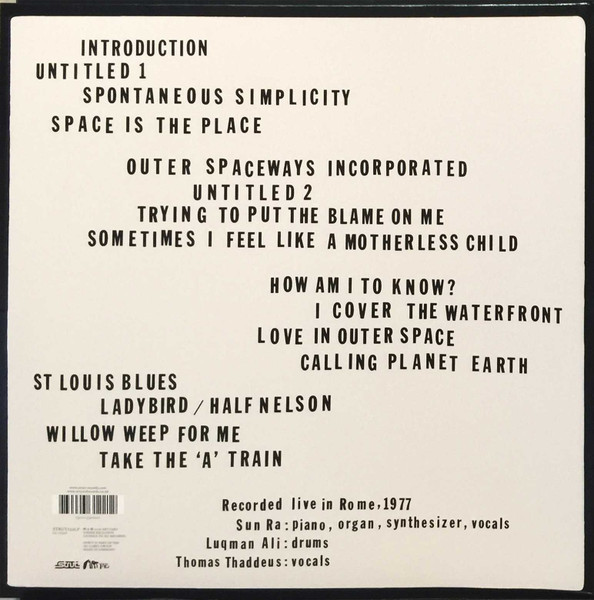 INTRODUCTION
UNTITLED 1
SPONTANEOUS SIMPLICITY
SPACE IS THE PLACE
OUTER SPACEWAYS INCORPORATED
UNTITLED 2
TRYING TO PUT THE BLAME ON ME
SOMETIMES I FEEL LIKE A MOTHERLESS CHILD
HOW AM I TO KNOW?
I COVER THE WATERFRONT
LOVE IN OUTER SPACE
CALLING PLANET EARTH
ST LOUIS BLUES
LADYBIRD / HALF NELSON
WILLOW WEEP FOR ME
TAKE THE ‘A’ TRAIN
Recorded live in Rome, 1977
Sun Ra: piano, organ, synthesizer, vocals
Luqman Ali: drums
Thomas Thaddeus: vocals